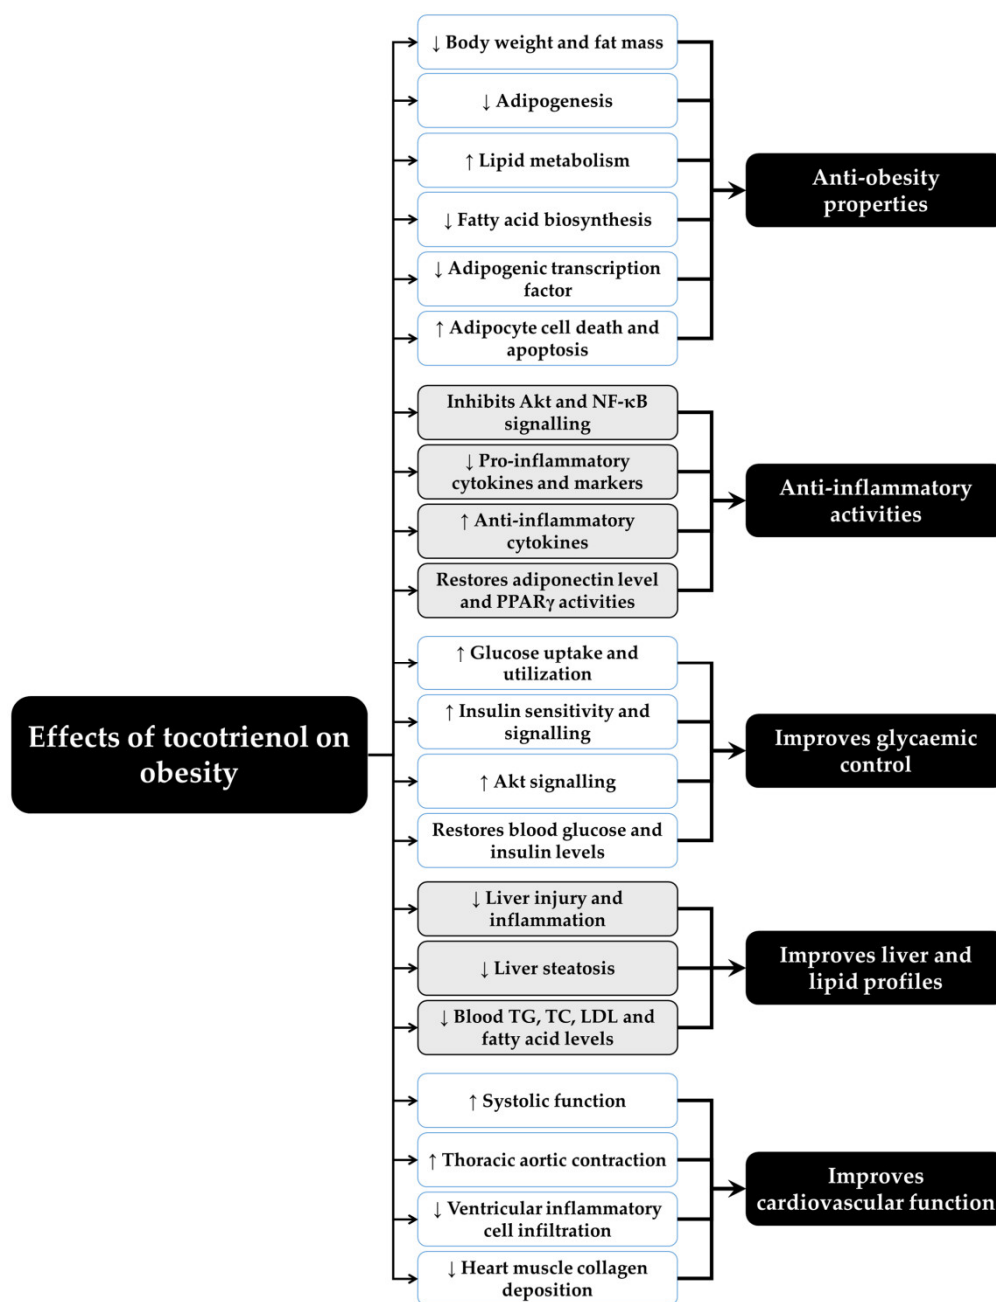 ↓ Body weight and fat mass
↓ Adipogenesis
↑ Lipid metabolism
↓ Fatty acid biosynthesis
↓ Adipogenic transcription
factor
↑ Adipocyte cell death and
apoptosis
Anti-obesity
properties
Inhibits Akt and NF-κB
signalling
↓ Pro-inflammatory
cytokines and markers
↑ Anti-inflammatory
cytokines
Restores adiponectin level
and PPARγ activities
Anti-inflammatory
activities
Effects of tocotrienol on
obesity
↑ Glucose uptake and
utilization
↑ Insulin sensitivity and
signalling
↑ Akt signalling
Restores blood glucose and
insulin levels
Improves glycaemic
control
↓ Liver injury and
inflammation
↓ Liver steatosis
↓ Blood TG, TC, LDL and
fatty acid levels
Improves liver and
lipid profiles
↑ Systolic function
↑ Thoracic aortic contraction
↓ Ventricular inflammatory
cell infiltration
↓ Heart muscle collagen
deposition
Improves
cardiovascular function